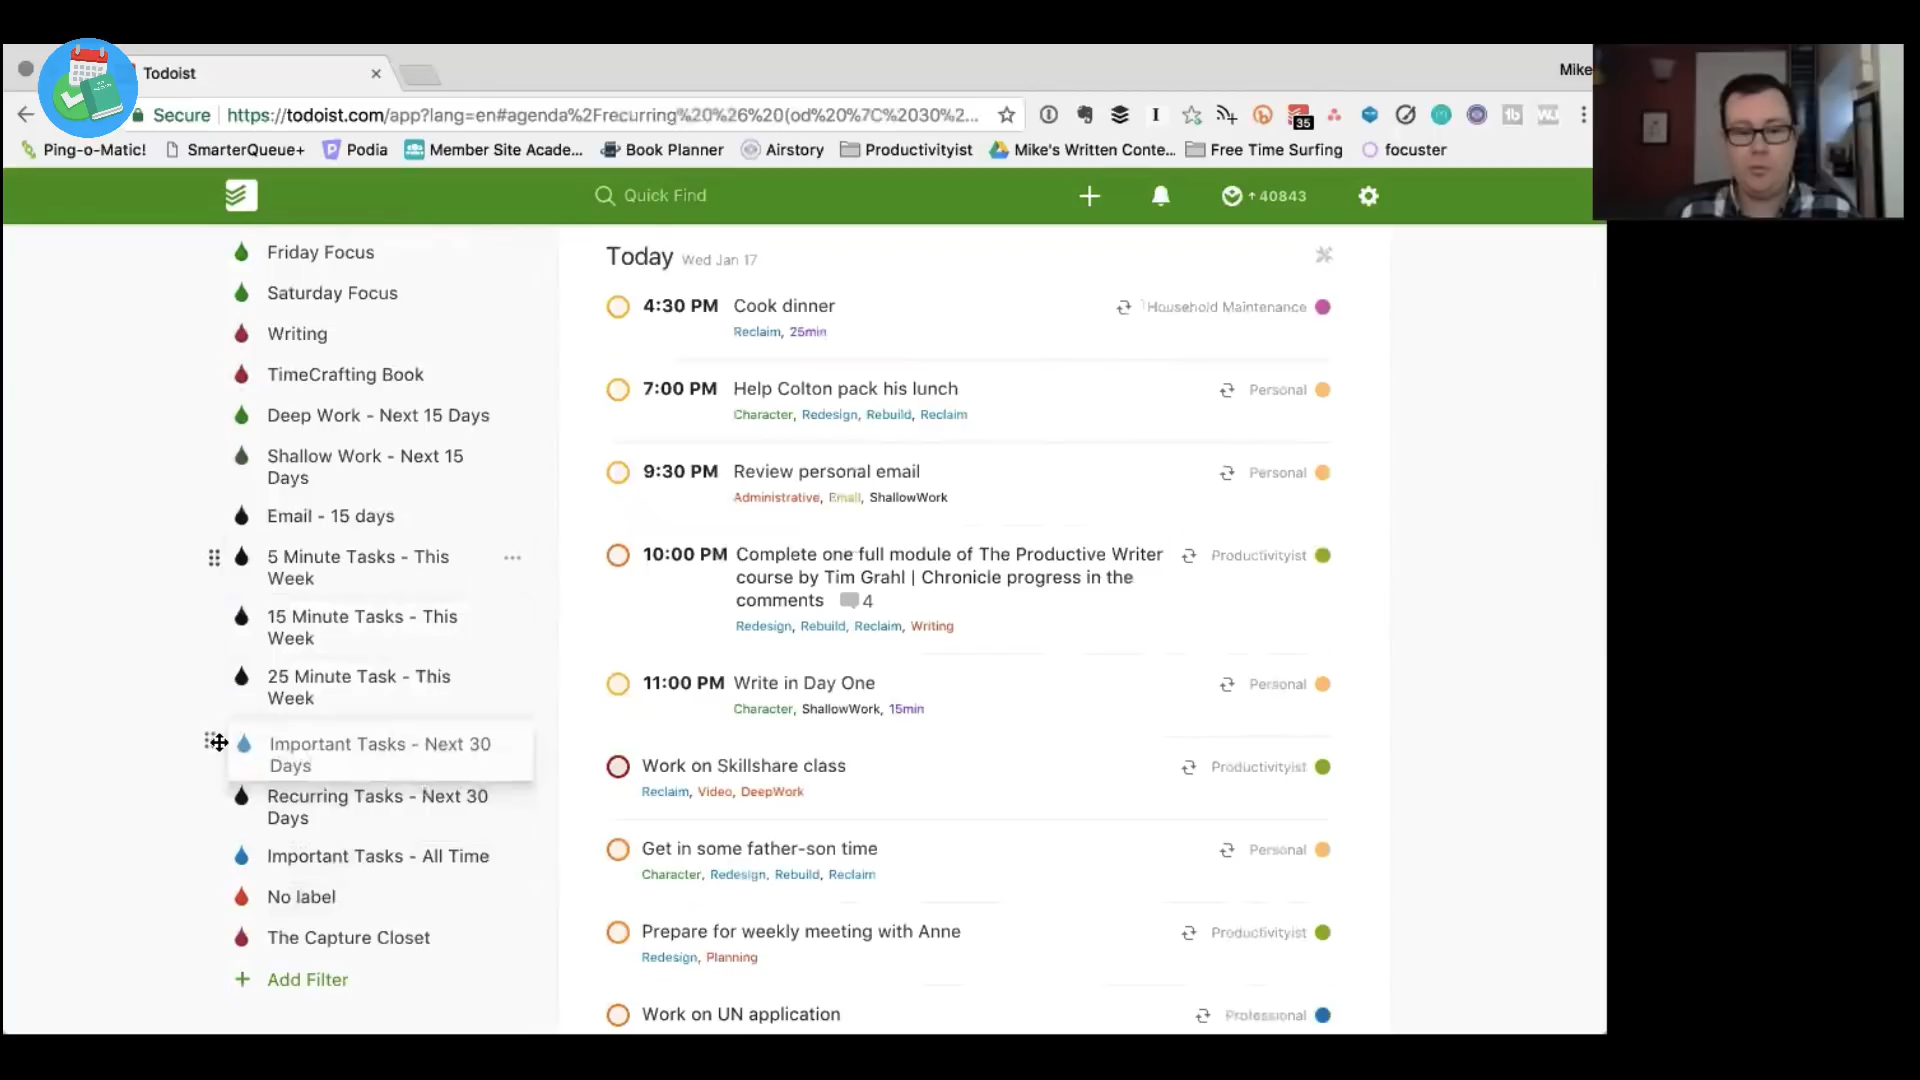 Todoist
Mike
Secure https://todoist.com/app?lang=en#agenda%2Frecurring%20%26%20(od%20%7C%2030%2...
35
Ping-o-Matic!
SmarterQueue+
Podia
Member Site Acade...
Book Planner
Airstory
Productivityist
Mike's Written Conte...
Free Time Surfing
focuster
Quick Find
40843
Friday Focus
Saturday Focus
Writing
TimeCrafting Book
Deep Work - Next 15 Days
Shallow Work - Next 15
Days
Email - 15 days
5 Minute Tasks - This
Week
15 Minute Tasks - This
Week
25 Minute Task - This
Week
Important Tasks - Next 30
Days
Recurring Tasks - Next 30
Days
Important Tasks - All Time
No label
The Capture Closet
+ Add Filter
Today Wed Jan 17
4:30 PM Cook dinner Household Maintenance
Reclaim, 25min
7:00 PM Help Colton pack his lunch Personal
Character, Redesign, Rebuild, Reclaim
9:30 PM Review personal email Personal
Administrative, Email, ShallowWork
10:00 PM Complete one full module of The Productive Writer Productivityist
course by Tim Grahl | Chronicle progress in the
comments 4
Redesign, Rebuild, Reclaim, Writing
11:00 PM Write in Day One Personal
Character, ShallowWork, 15min
Work on Skillshare class Productivityist
Reclaim, Video, DeepWork
Get in some father-son time Personal
Character, Redesign, Rebuild, Reclaim
Prepare for weekly meeting with Anne Productivityist
Redesign, Planning
Work on UN application Professional